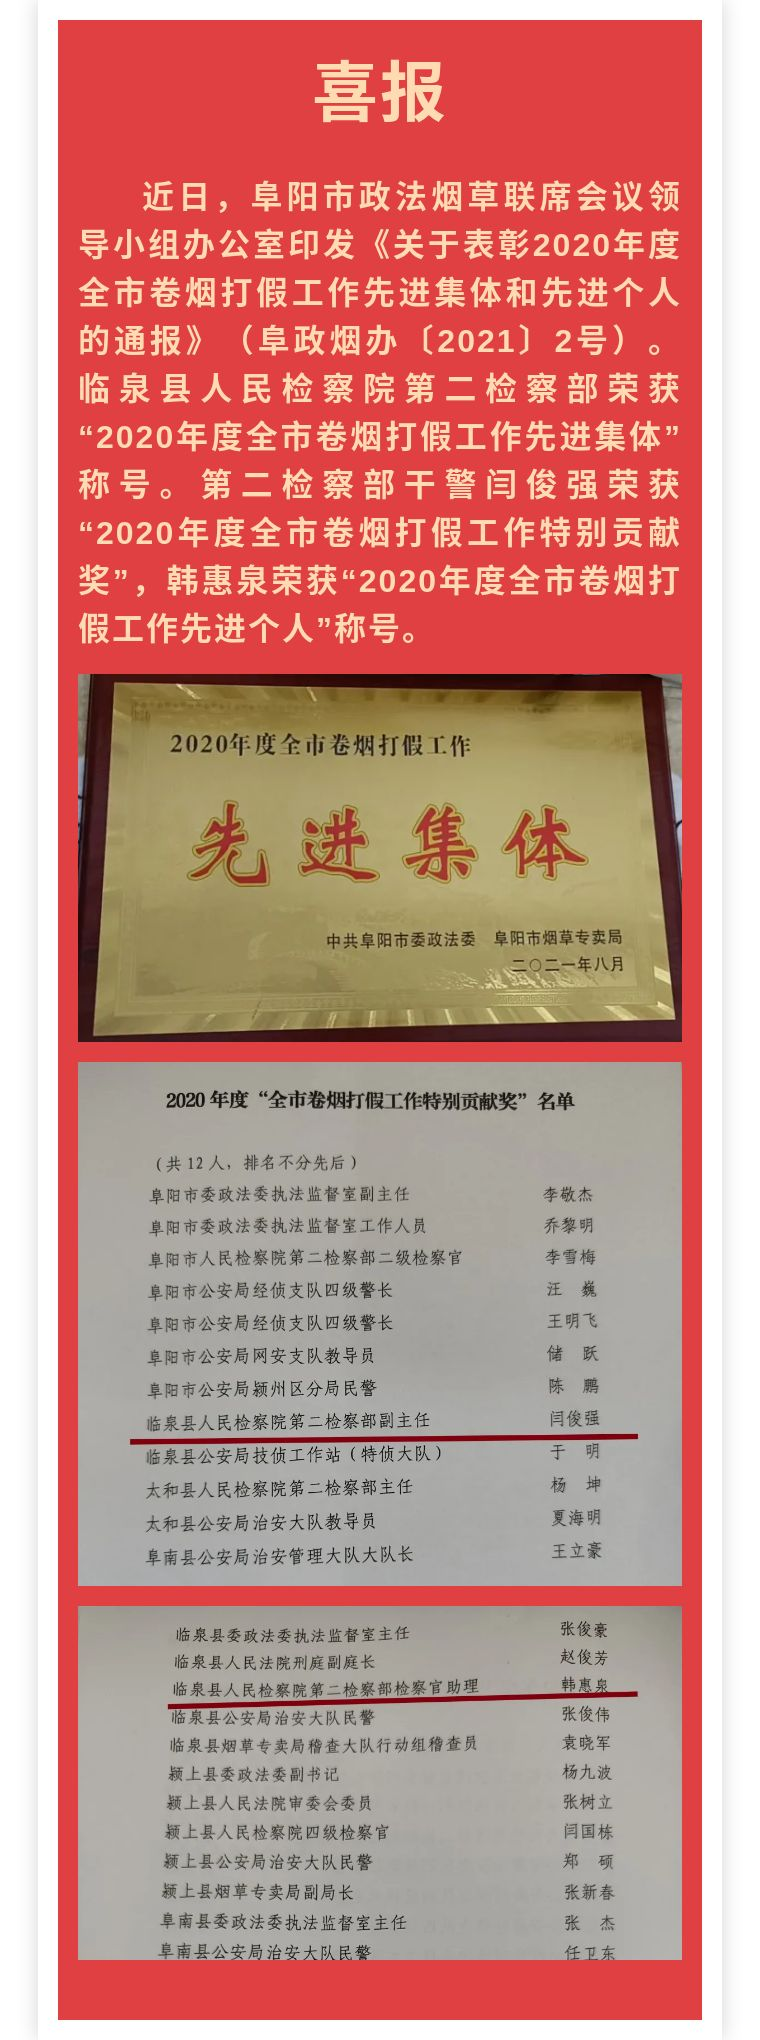 喜报
近日，阜阳市政法烟草联席会议领
导小组办公室印发《关于表彰2020年度
全市卷烟打假工作先进集体和先进个人
的通报》（阜政烟办〔2021〕2号）。
临泉县人民检察院第二检察部荣获
“2020年度全市卷烟打假工作先进集体”
称号。第二检察部干警闫俊强荣获
“2020年度全市卷烟打假工作特别贡献
奖”，韩惠泉荣获“2020年度全市卷烟打
假工作先进个人”称号。
2020年度全市卷烟打假工作
先进集体
中共阜阳市委政法委 阜阳市烟草专卖局
二〇二一年八月
2020 年度“全市卷烟打假工作特别贡献奖”名单
（共 12 人，排名不分先后）
阜阳市委政法委执法监督室副主任 李敬杰
阜阳市委政法委执法监督室工作人员 乔黎明
阜阳市人民检察院第二检察部二级检察官 李雪梅
阜阳市公安局经侦支队四级警长 汪 巍
阜阳市公安局经侦支队四级警长 王明飞
阜阳市公安局网安支队教导员 储 跃
阜阳市公安局颍州区分局民警 陈 鹏
临泉县人民检察院第二检察部副主任 闫俊强
临泉县公安局技侦工作站（特侦大队） 于 明
太和县人民检察院第二检察部主任 杨 坤
太和县公安局治安大队教导员 夏海明
阜南县公安局治安管理大队大队长 王立豪
临泉县委政法委执法监督室主任 张俊豪
临泉县人民法院刑庭副庭长 赵俊芳
临泉县人民检察院第二检察部检察官助理 韩惠泉
临泉县公安局治安大队民警 张俊伟
临泉县烟草专卖局稽查大队行动组稽查员 袁晓军
颍上县委政法委副书记 杨九波
颍上县人民法院审委会委员 张树立
颍上县人民检察院四级检察官 闫国栋
颍上县公安局治安大队民警 郑 硕
颍上县烟草专卖局副局长 张新春
阜南县委政法委执法监督室主任 张 杰
阜南县公安局治安大队民警 任卫东